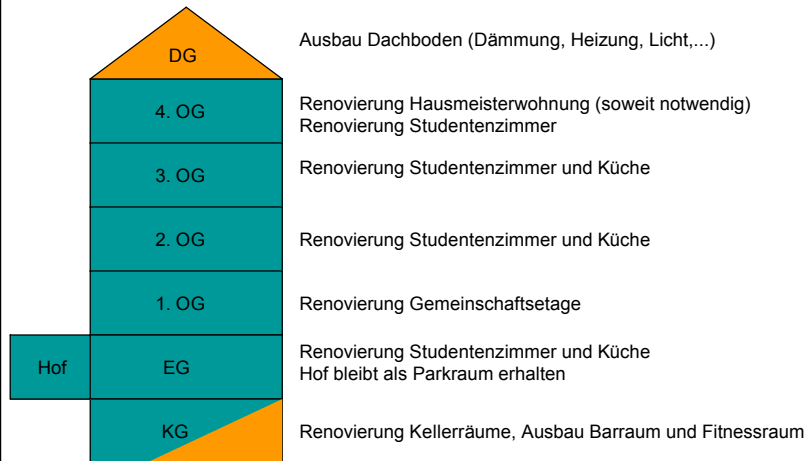 DG
Ausbau Dachboden (Dämmung, Heizung, Licht,...)
4. OG
Renovierung Hausmeisterwohnung (soweit notwendig)
Renovierung Studentenzimmer
3. OG
Renovierung Studentenzimmer und Küche
2. OG
Renovierung Studentenzimmer und Küche
1. OG
Renovierung Gemeinschaftsetage
Hof
EG
Renovierung Studentenzimmer und Küche
Hof bleibt als Parkraum erhalten
KG
Renovierung Kellerräume, Ausbau Barraum und Fitnessraum